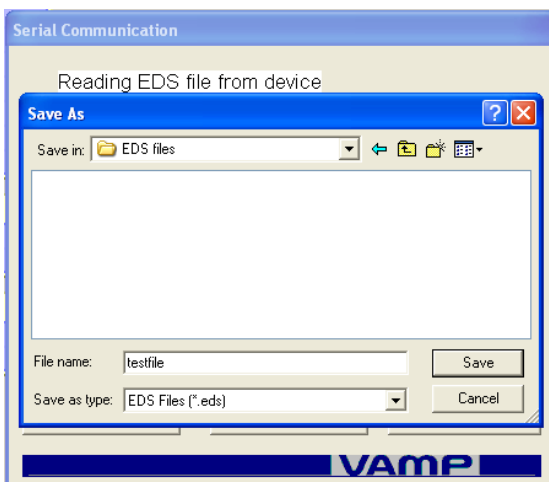 Serial Communication
Reading EDS file from device
Save As
Save in: EDS files
File name: testfile Save
Save as type: EDS Files (*.eds) Cancel
VAMP